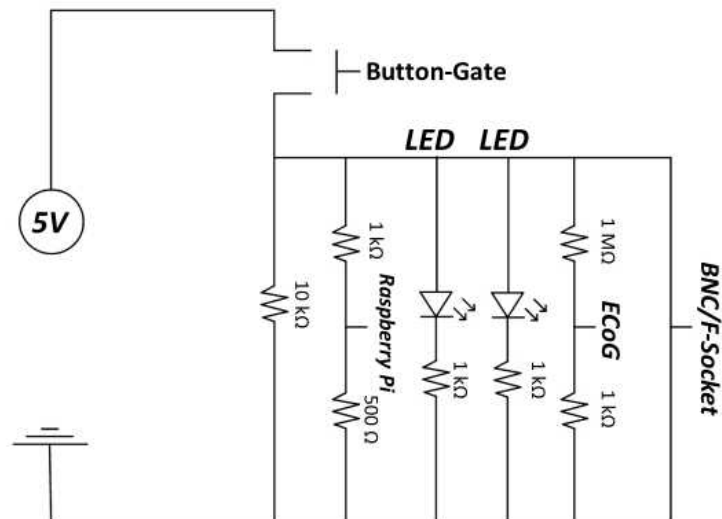 Button-Gate
LED LED
5V
1 kΩ
1 MΩ
10 kΩ
Raspberry Pi
ECoG
BNC/F-Socket
1 kΩ
1 kΩ
500 Ω
1 kΩ